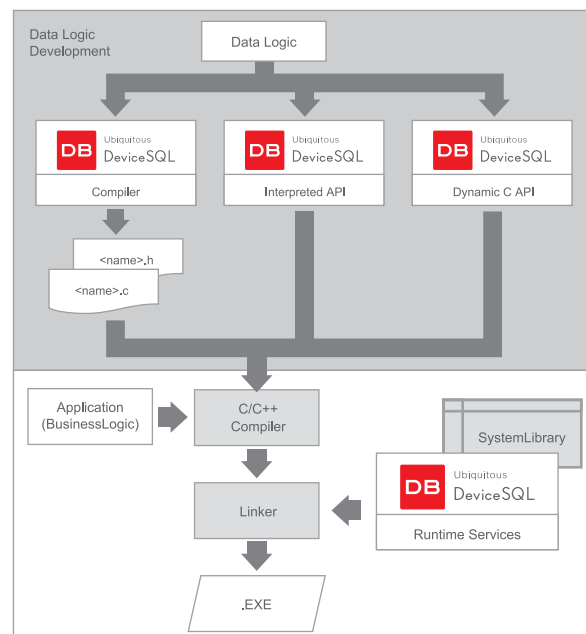 Data Logic
Development
Data Logic
DB
Ubiquitous
DeviceSQL
Compiler
DB
Ubiquitous
DeviceSQL
Interpreted API
DB
Ubiquitous
DeviceSQL
Dynamic C API
<name>.h
<name>.c
Application
(BusinessLogic)
C/C++
Compiler
SystemLibrary
DB
Ubiquitous
DeviceSQL
Runtime Services
Linker
.EXE